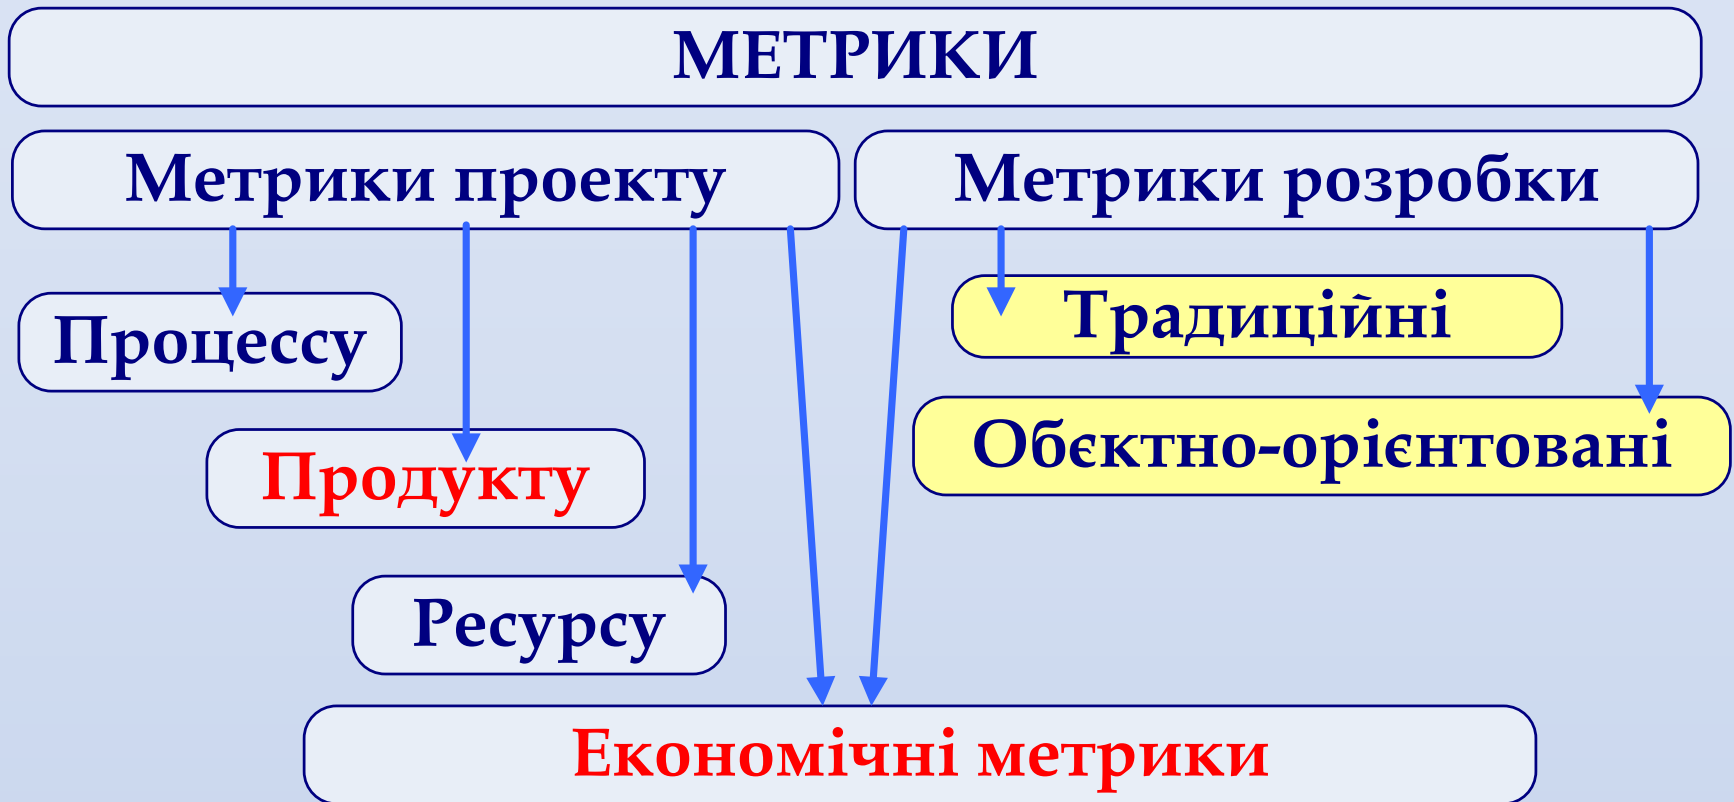 МЕТРИКИ
Метрики проекту
Метрики розробки
Процессу
Традиційні
Продукту
Обєктно-орієнтовані
Ресурсу
Економічні метрики